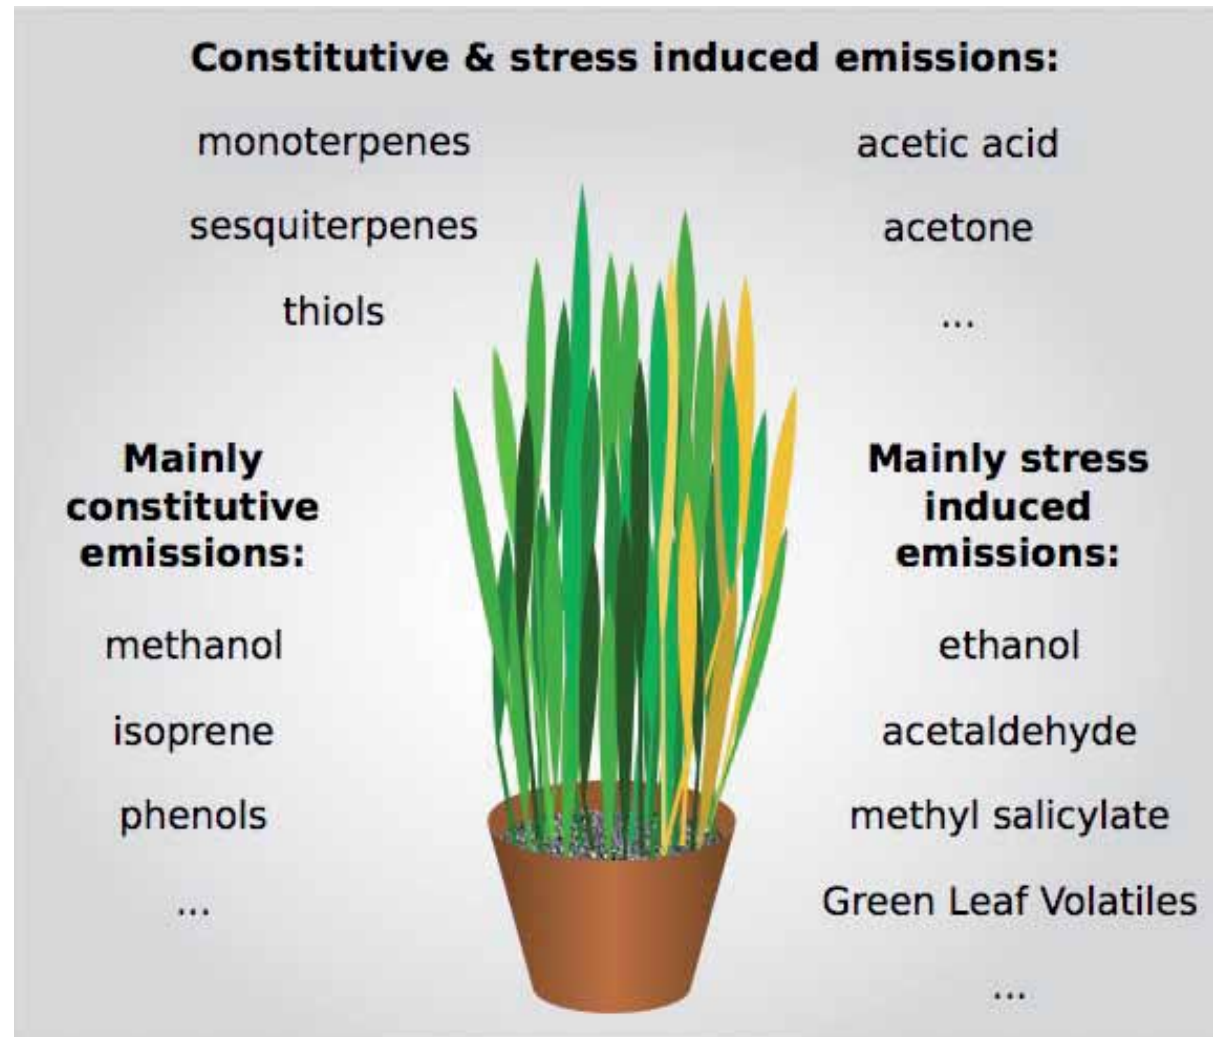 Constitutive & stress induced emissions:
monoterpenes
sesquiterpenes
thiols
acetic acid
acetone
...
Mainly
constitutive
emissions:
methanol
isoprene
phenols
...
Mainly stress
induced
emissions:
ethanol
acetaldehyde
methyl salicylate
Green Leaf Volatiles
...